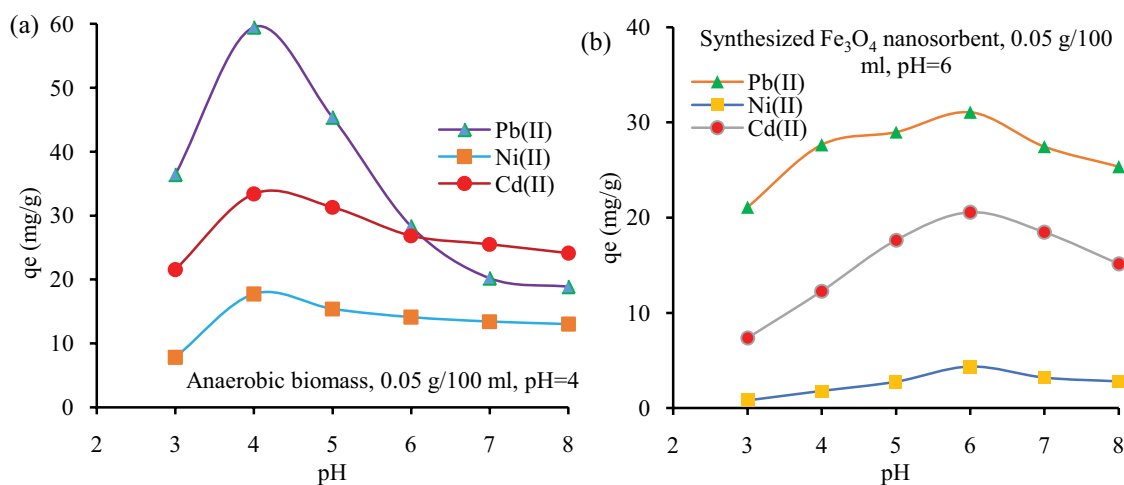 (a)
60
50
40
30
20
10
0
qe (mg/g)
Pb(II)
Ni(II)
Cd(II)
Anaerobic biomass, 0.05 g/100 ml, pH=4
2 3 4 5 6 7 8
pH
(b)
Synthesized Fe₃O₄ nanosorbent, 0.05 g/100
ml, pH=6
Pb(II)
Ni(II)
Cd(II)
40
30
20
10
0
qe (mg/g)
2 3 4 5 6 7 8
pH